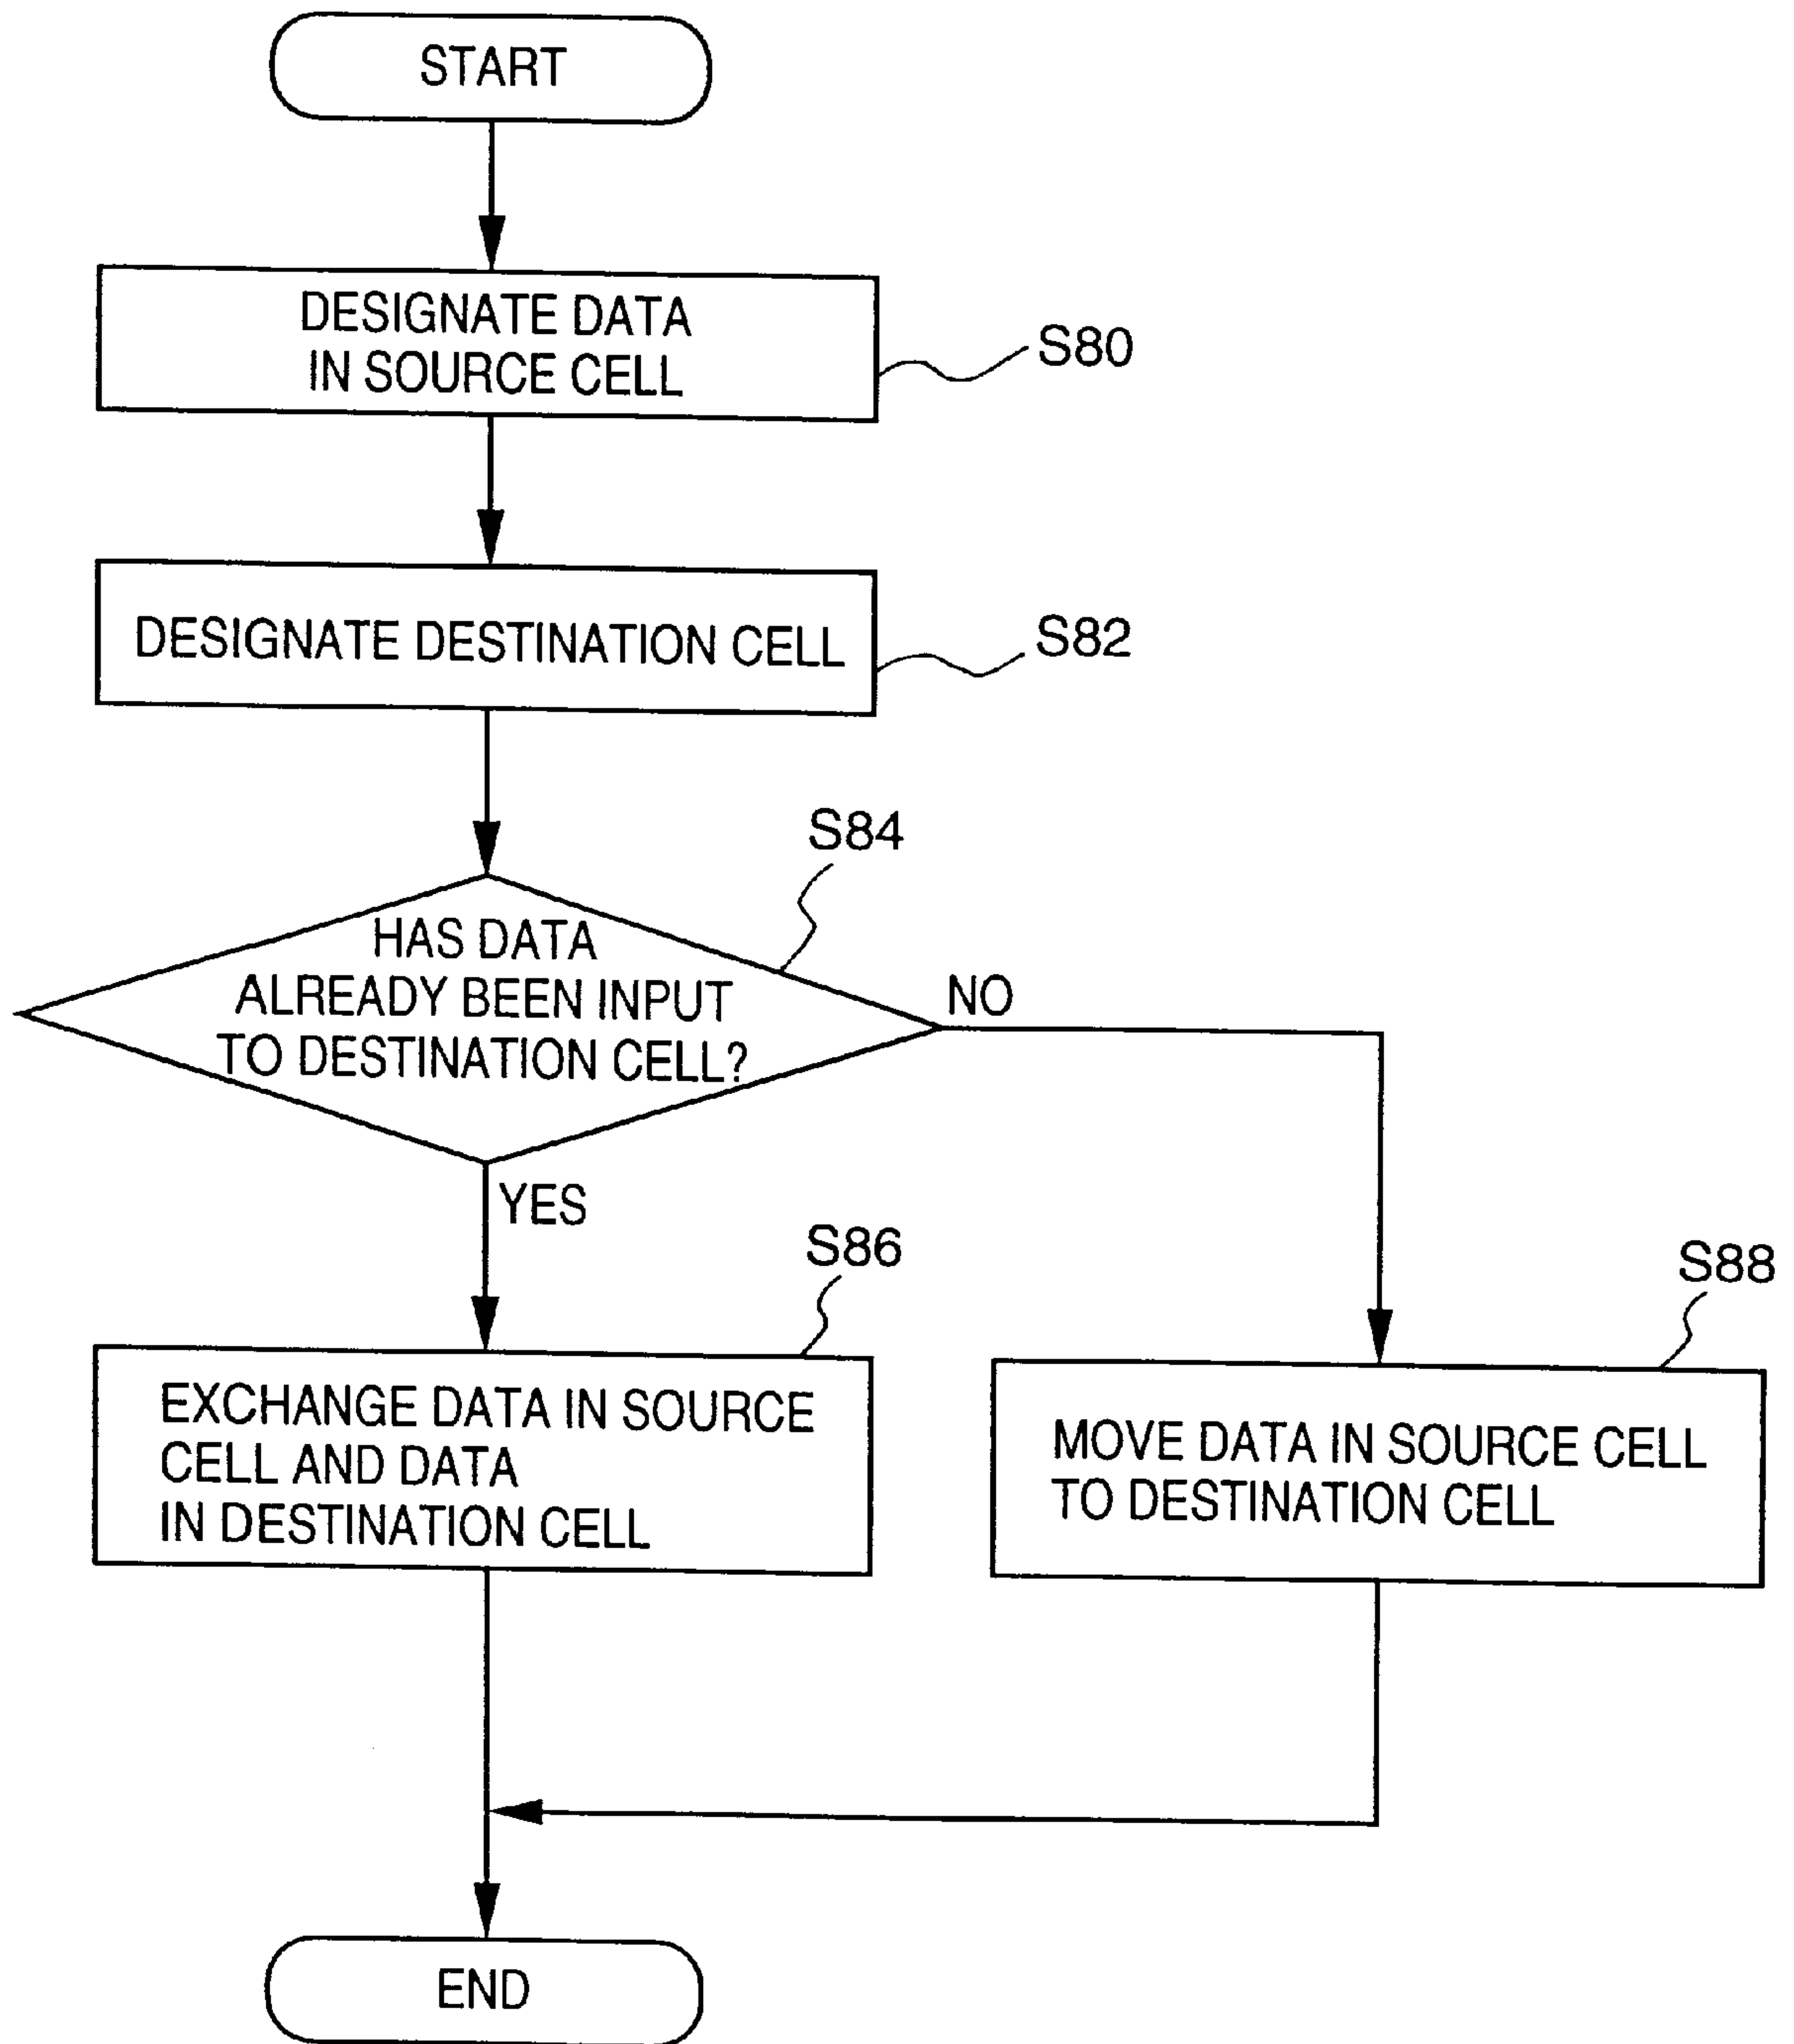 START
DESIGNATE DATA
IN SOURCE CELL
S80
DESIGNATE DESTINATION CELL
S82
S84
HAS DATA
ALREADY BEEN INPUT
TO DESTINATION CELL?
NO
YES
S86
EXCHANGE DATA IN SOURCE
CELL AND DATA
IN DESTINATION CELL
S88
MOVE DATA IN SOURCE CELL
TO DESTINATION CELL
END